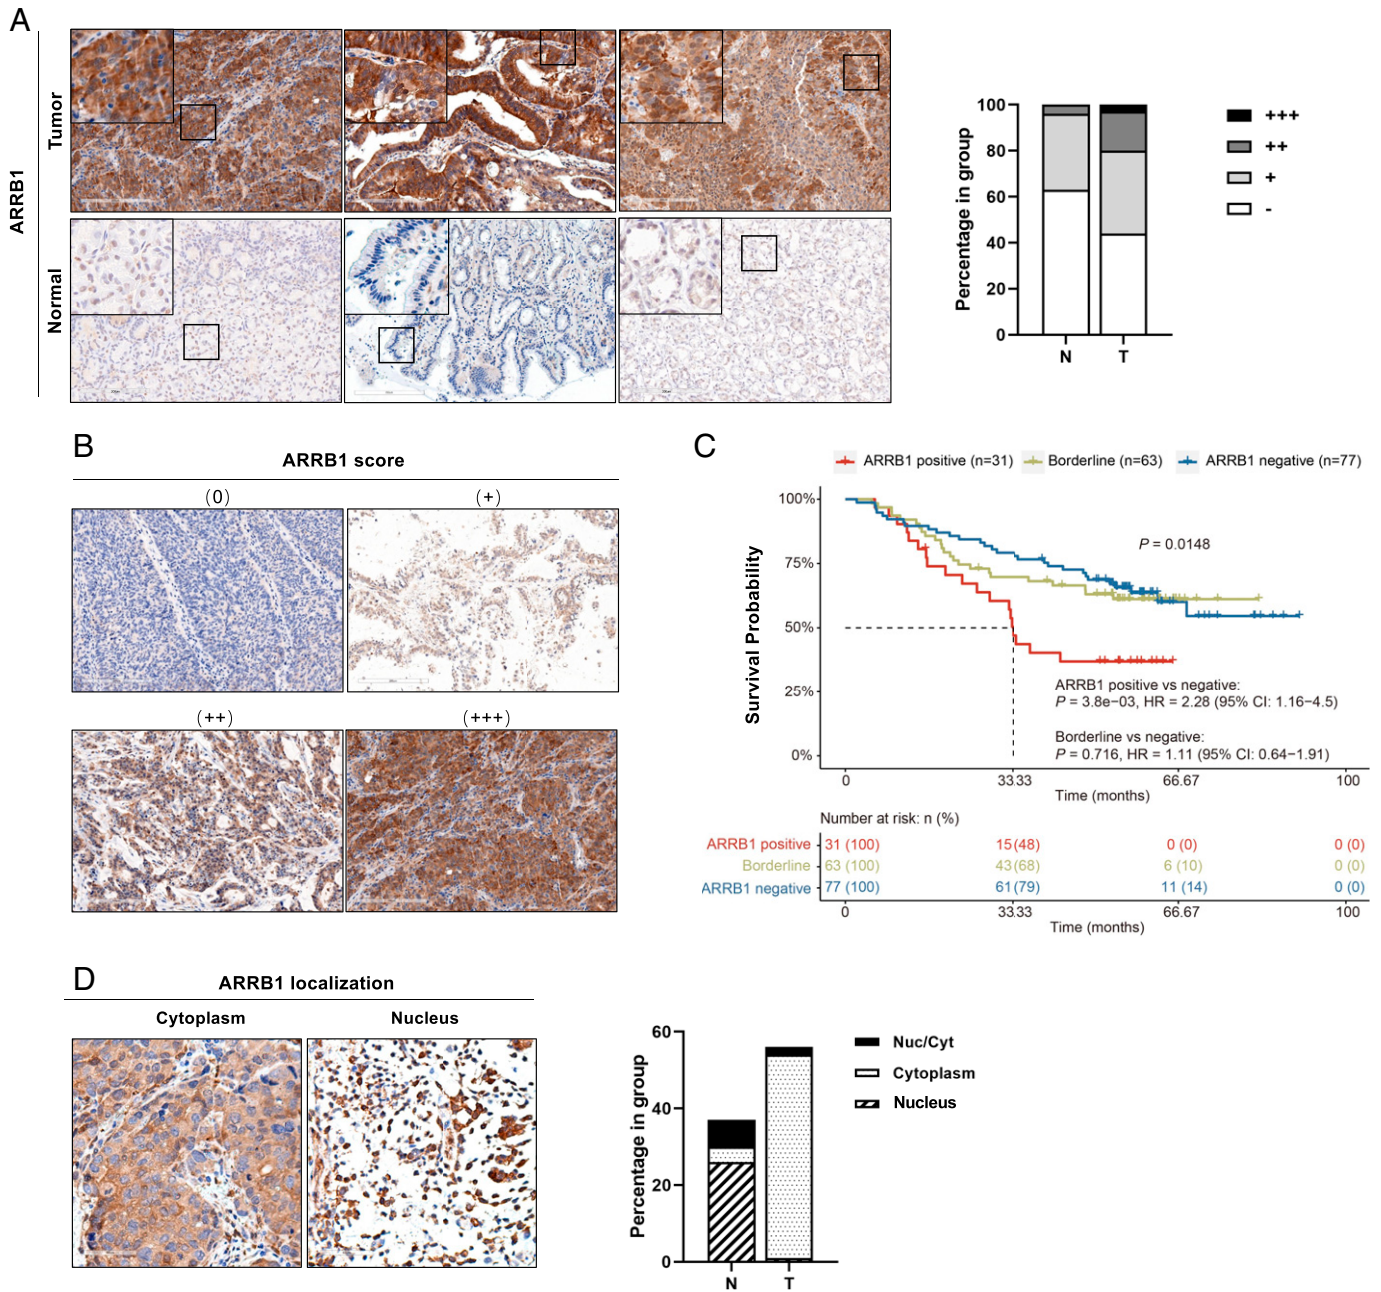 A
ARRB1
Tumor
Normal
Percentage in group
100
80
60
40
20
0
N
T
+++
++
+
-
B
ARRB1 score
(0)
(+)
(++)
(+++)
C
ARRB1 positive (n=31)
Borderline (n=63)
ARRB1 negative (n=77)
Survival Probability
100%
75%
50%
25%
0%
P = 0.0148
ARRB1 positive vs negative:
P = 3.8e−03, HR = 2.28 (95% CI: 1.16−4.5)
Borderline vs negative:
P = 0.716, HR = 1.11 (95% CI: 0.64−1.91)
0 33.33 66.67 100
Time (months)
Number at risk: n (%)
ARRB1 positive 31 (100) 15 (48) 0 (0) 0 (0)
Borderline 63 (100) 43 (68) 6 (10) 0 (0)
ARRB1 negative 77 (100) 61 (79) 11 (14) 0 (0)
0 33.33 66.67 100
Time (months)
D
ARRB1 localization
Cytoplasm
Nucleus
Percentage in group
60
40
20
0
N
T
Nuc/Cyt
Cytoplasm
Nucleus